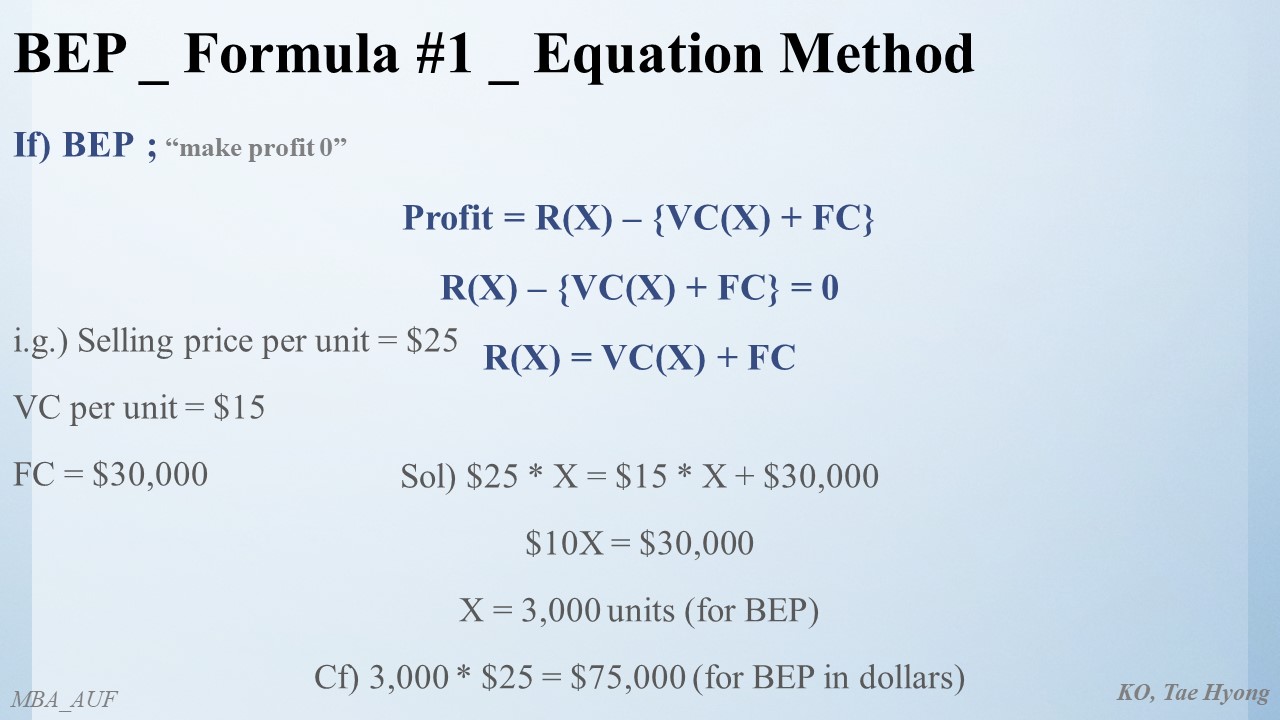 BEP _ Formula #1 _ Equation Method
If) BEP ; “make profit 0”
Profit = R(X) – {VC(X) + FC}
R(X) – {VC(X) + FC} = 0
i.g.) Selling price per unit = $25
R(X) = VC(X) + FC
VC per unit = $15
FC = $30,000
Sol) $25 * X = $15 * X + $30,000
$10X = $30,000
X = 3,000 units (for BEP)
Cf) 3,000 * $25 = $75,000 (for BEP in dollars)
MBA_AUF
KO, Tae Hyong